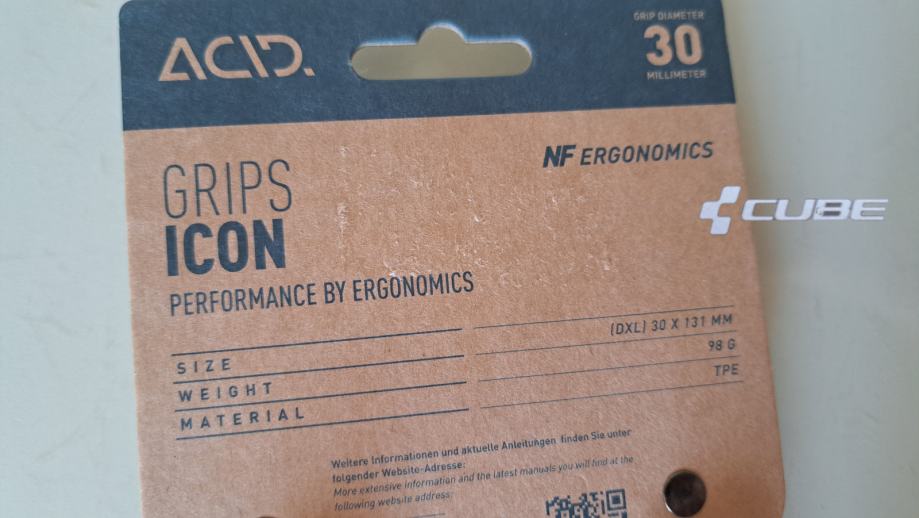 ACID.
GRIP DIAMETER
30
MILLIMETER
NF ERGONOMICS
GRIPS
ICON
PERFORMANCE BY ERGONOMICS
CUBE
SIZE (DXL) 30 X 131 MM
WEIGHT 98 G
MATERIAL TPE
Weitere Informationen und aktuelle Anleitungen finden Sie unter
folgender Website-Adresse:
More extensive information and the latest manuals you will find at the
following website address: